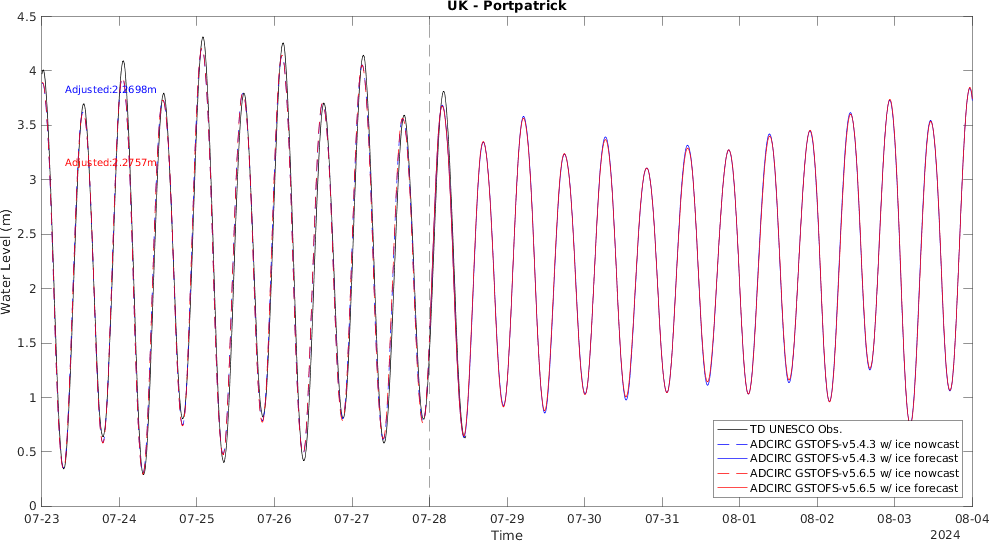 UK - Portpatrick
4.5
4
3.5
3
2.5
2
1.5
1
0.5
0
Water Level (m)
Adjusted:2.2698m
Adjusted:2.2757m
TD UNESCO Obs.
ADCIRC GSTOFS-v5.4.3 w/ ice nowcast
ADCIRC GSTOFS-v5.4.3 w/ ice forecast
ADCIRC GSTOFS-v5.6.5 w/ ice nowcast
ADCIRC GSTOFS-v5.6.5 w/ ice forecast
07-23 07-24 07-25 07-26 07-27 07-28 07-29 07-30 07-31 08-01 08-02 08-03 08-04
Time
2024